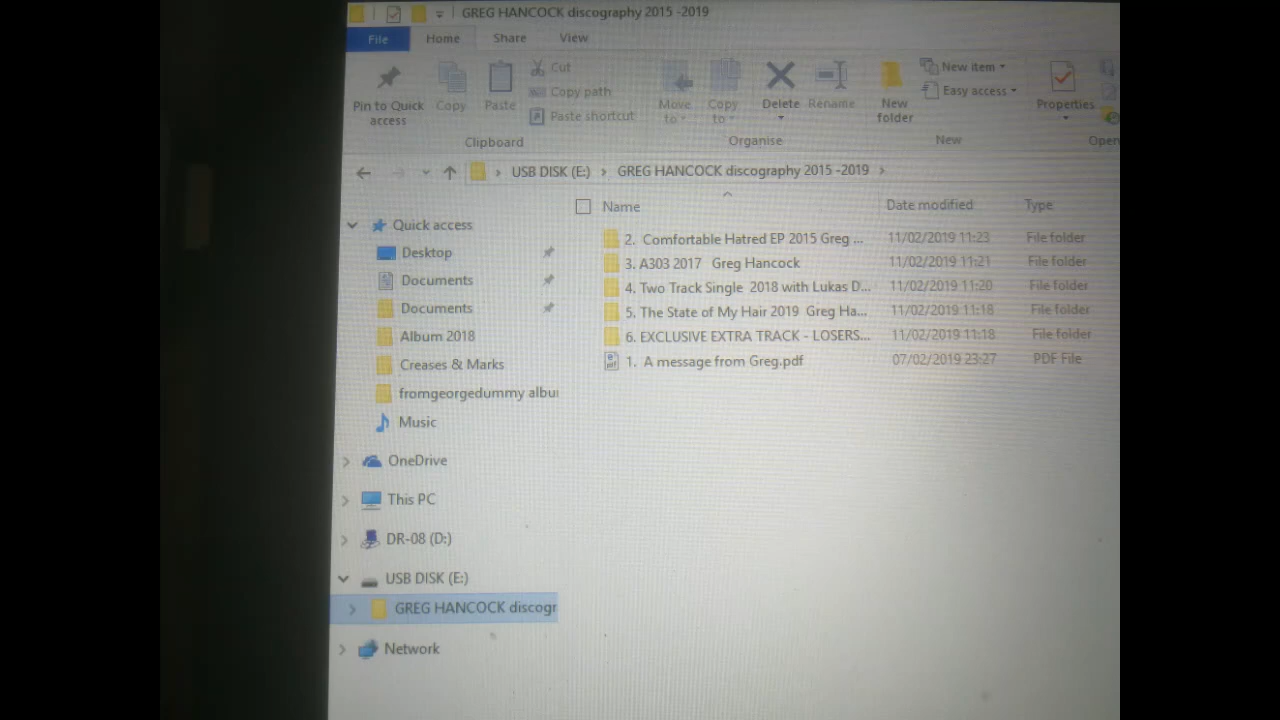 GREG HANCOCK discography 2015 -2019
File Home Share View
Pin to Quick access
Copy
Paste
Cut
Copy path
Paste shortcut
Clipboard
Move to
Copy to
Delete
Rename
Organise
New folder
New item
Easy access
New
Properties
Open
USB DISK (E:) > GREG HANCOCK discography 2015 -2019 >
Name Date modified Type
2. Comfortable Hatred EP 2015 Greg ... 11/02/2019 11:23 File folder
3. A303 2017 Greg Hancock 11/02/2019 11:21 File folder
4. Two Track Single 2018 with Lukas D... 11/02/2019 11:20 File folder
5. The State of My Hair 2019 Greg Ha... 11/02/2019 11:18 File folder
6. EXCLUSIVE EXTRA TRACK - LOSERS... 11/02/2019 11:18 File folder
1. A message from Greg.pdf 07/02/2019 23:27 PDF File
Quick access
Desktop
Documents
Documents
Album 2018
Creases & Marks
fromgeorgedummy albu
Music
OneDrive
This PC
DR-08 (D:)
USB DISK (E:)
GREG HANCOCK discogr
Network